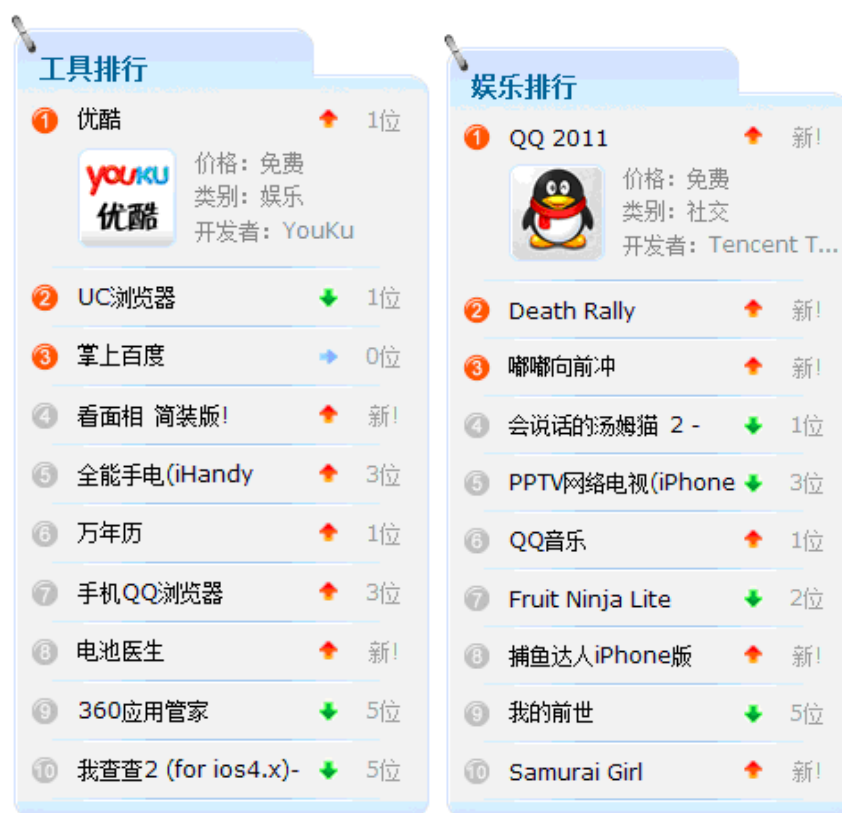 工具排行
1 优酷 1位
YOUKU
优酷
价格：免费
类别：娱乐
开发者：YouKu
2 UC浏览器 1位
3 掌上百度 0位
4 看面相 简装版! 新!
5 全能手电(iHandy 3位
6 万年历 1位
7 手机QQ浏览器 3位
8 电池医生 新!
9 360应用管家 5位
10 我查查2 (for ios4.x)- 5位
娱乐排行
1 QQ 2011 新!
价格：免费
类别：社交
开发者：Tencent T...
2 Death Rally 新!
3 嘟嘟向前冲 新!
4 会说话的汤姆猫 2 - 1位
5 PPTV网络电视(iPhone 3位
6 QQ音乐 1位
7 Fruit Ninja Lite 2位
8 捕鱼达人iPhone版 新!
9 我的前世 5位
10 Samurai Girl 新!